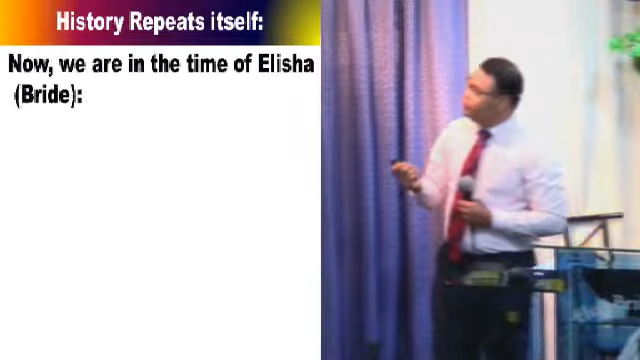 History Repeats itself:
Now, we are in the time of Elisha
(Bride):